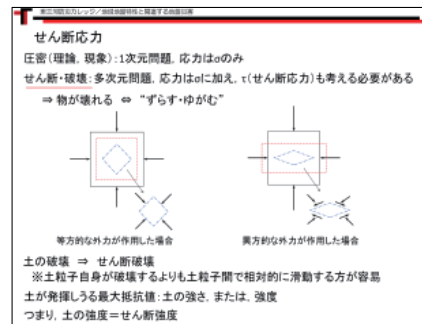 せん断応力
圧密(理論, 現象):1次元問題, 応力はσのみ
せん断・破壊:多次元問題, 応力はσに加え, τ(せん断応力)も考える必要がある
⇒ 物が壊れる ⇔ “ずらす・ゆがむ”
等方的な外力が作用した場合
異方的な外力が作用した場合
土の破壊 ⇒ せん断破壊
※土粒子自身が破壊するよりも土粒子間で相対的に滑動する方が容易
土が発揮しうる最大抵抗値:土の強さ, または, 強度
つまり, 土の強度=せん断強度